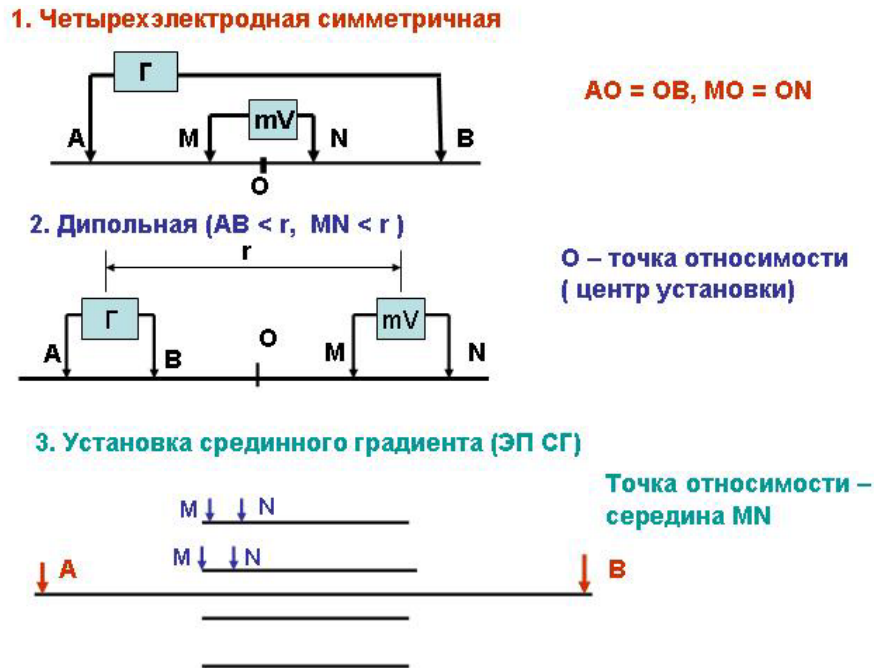 1. Четырехэлектродная симметричная
Г
AO = OB, MO = ON
mV
A
M
N
B
O
2. Дипольная (AB < r, MN < r )
r
O – точка относимости
( центр установки)
Г
mV
O
A
B
M
N
3. Установка срединного градиента (ЭП СГ)
Точка относимости –
середина MN
M N
M N
A
B